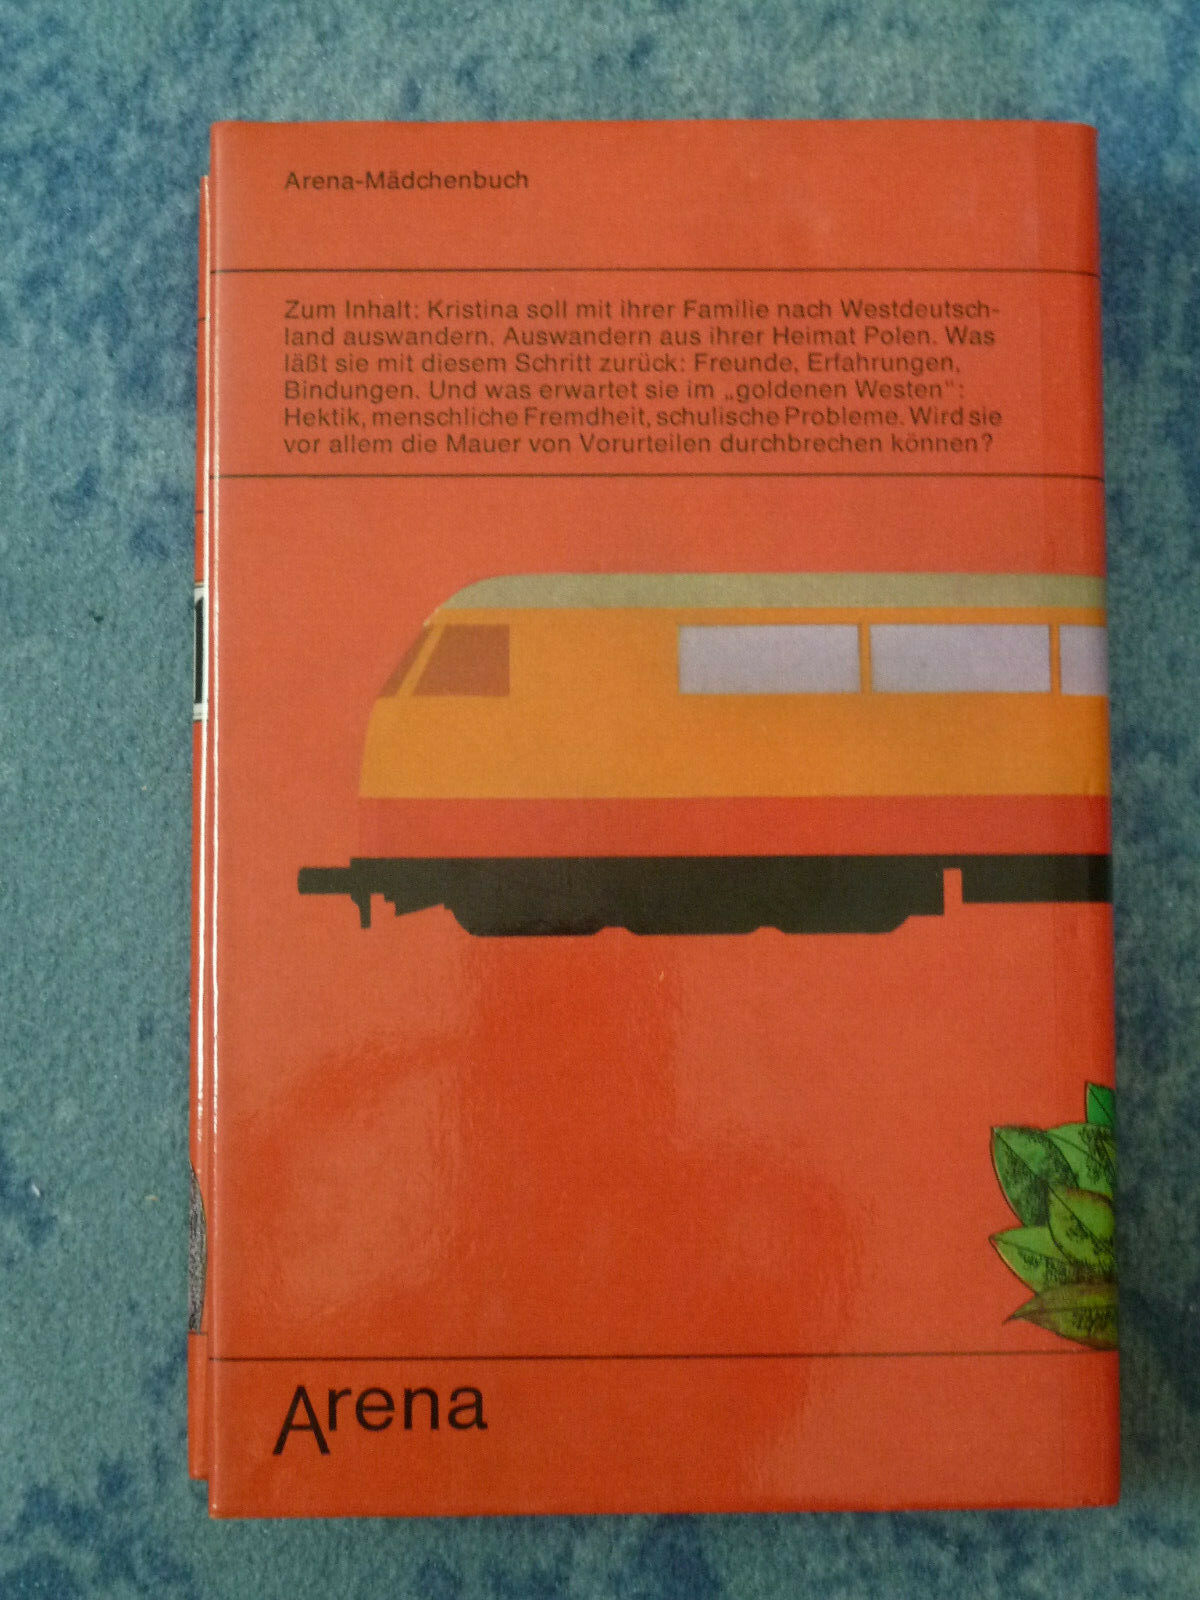 Arena-Mädchenbuch
Zum Inhalt: Kristina soll mit ihrer Familie nach Westdeutsch-
land auswandern. Auswandern aus ihrer Heimat Polen. Was
läßt sie mit diesem Schritt zurück: Freunde, Erfahrungen,
Bindungen. Und was erwartet sie im „goldenen Westen“:
Hektik, menschliche Fremdheit, schulische Probleme. Wird sie
vor allem die Mauer von Vorurteilen durchbrechen können?
Arena